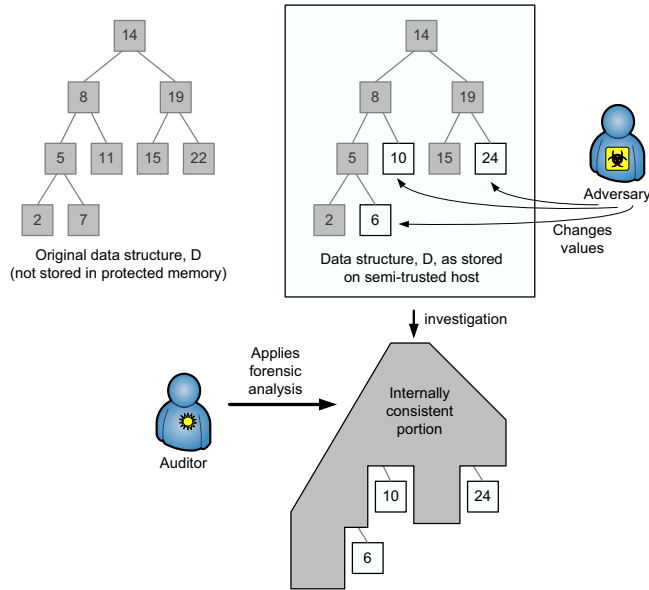 14
8
19
5
11
15
22
2
7
Original data structure, D
(not stored in protected memory)
14
8
19
5
10
15
24
2
6
Data structure, D, as stored
on semi-trusted host
Adversary
Changes
values
investigation
Applies
forensic
analysis
Auditor
Internally
consistent
portion
10
24
6